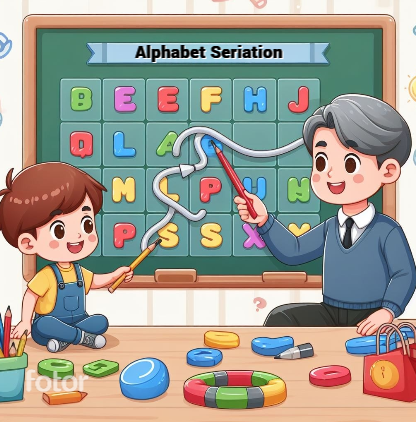 Alphabet Seriation
B E E F H J
Q L A
M P U N
P S S X Y
fotor